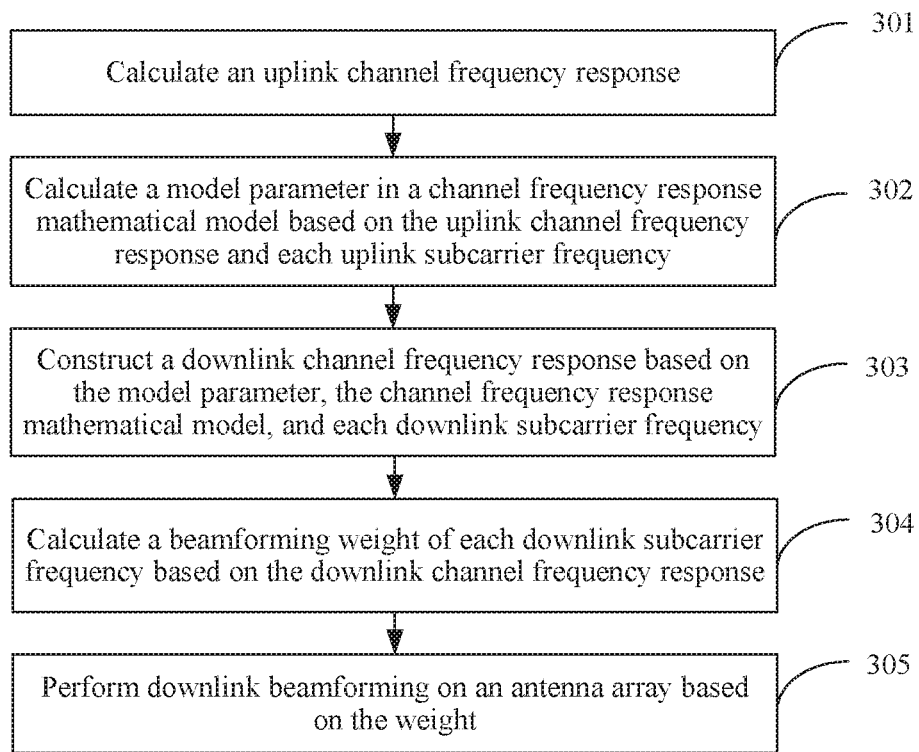 301
Calculate an uplink channel frequency response
Calculate a model parameter in a channel frequency response
mathematical model based on the uplink channel frequency
response and each uplink subcarrier frequency
302
Construct a downlink channel frequency response based on
the model parameter, the channel frequency response
mathematical model, and each downlink subcarrier frequency
303
Calculate a beamforming weight of each downlink subcarrier
frequency based on the downlink channel frequency response
304
Perform downlink beamforming on an antenna array based
on the weight
305